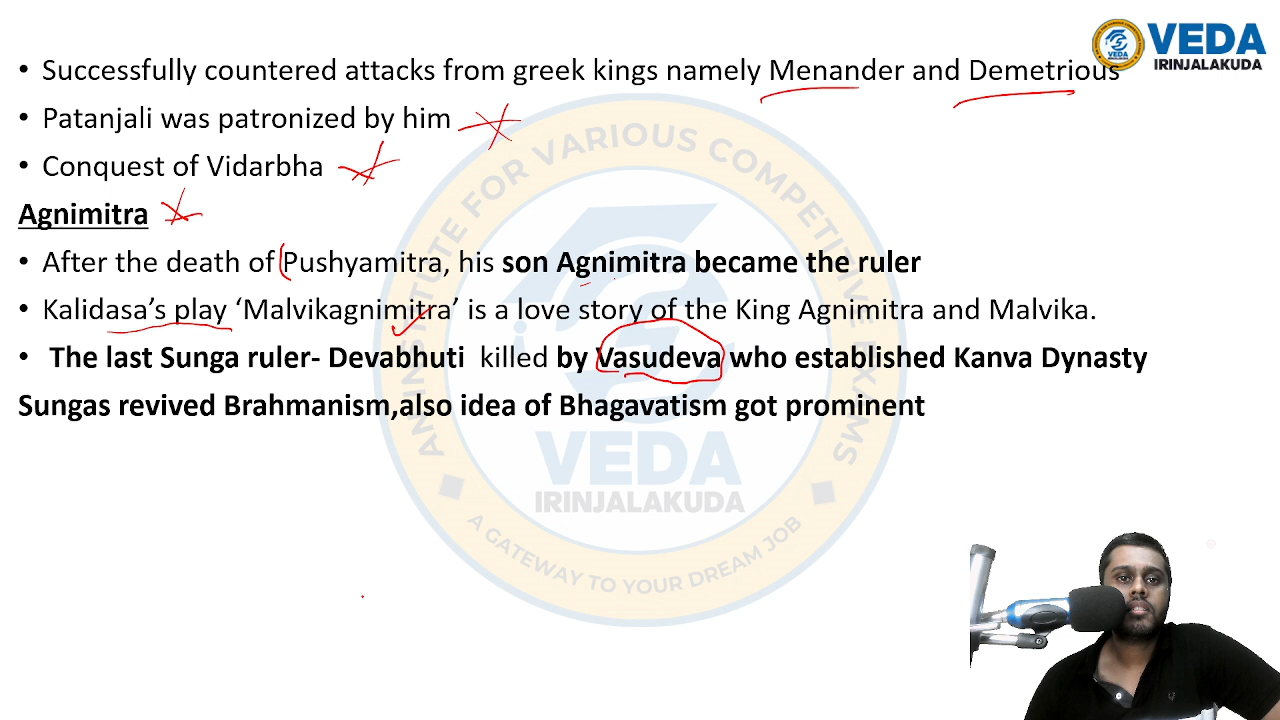 VEDA
IRINJALAKUDA
• Successfully countered attacks from greek kings namely Menander and Demetrious
• Patanjali was patronized by him
• Conquest of Vidarbha
Agnimitra
• After the death of Pushyamitra, his son Agnimitra became the ruler
• Kalidasa’s play ‘Malvikagnimitra’ is a love story of the King Agnimitra and Malvika.
• The last Sunga ruler- Devabhuti killed by Vasudeva who established Kanva Dynasty
Sungas revived Brahmanism,also idea of Bhagavatism got prominent
AN INSTITUTE FOR VARIOUS COMPETITIVE EXAMS
VEDA
IRINJALAKUDA
A GATEWAY TO YOUR DREAM JOB